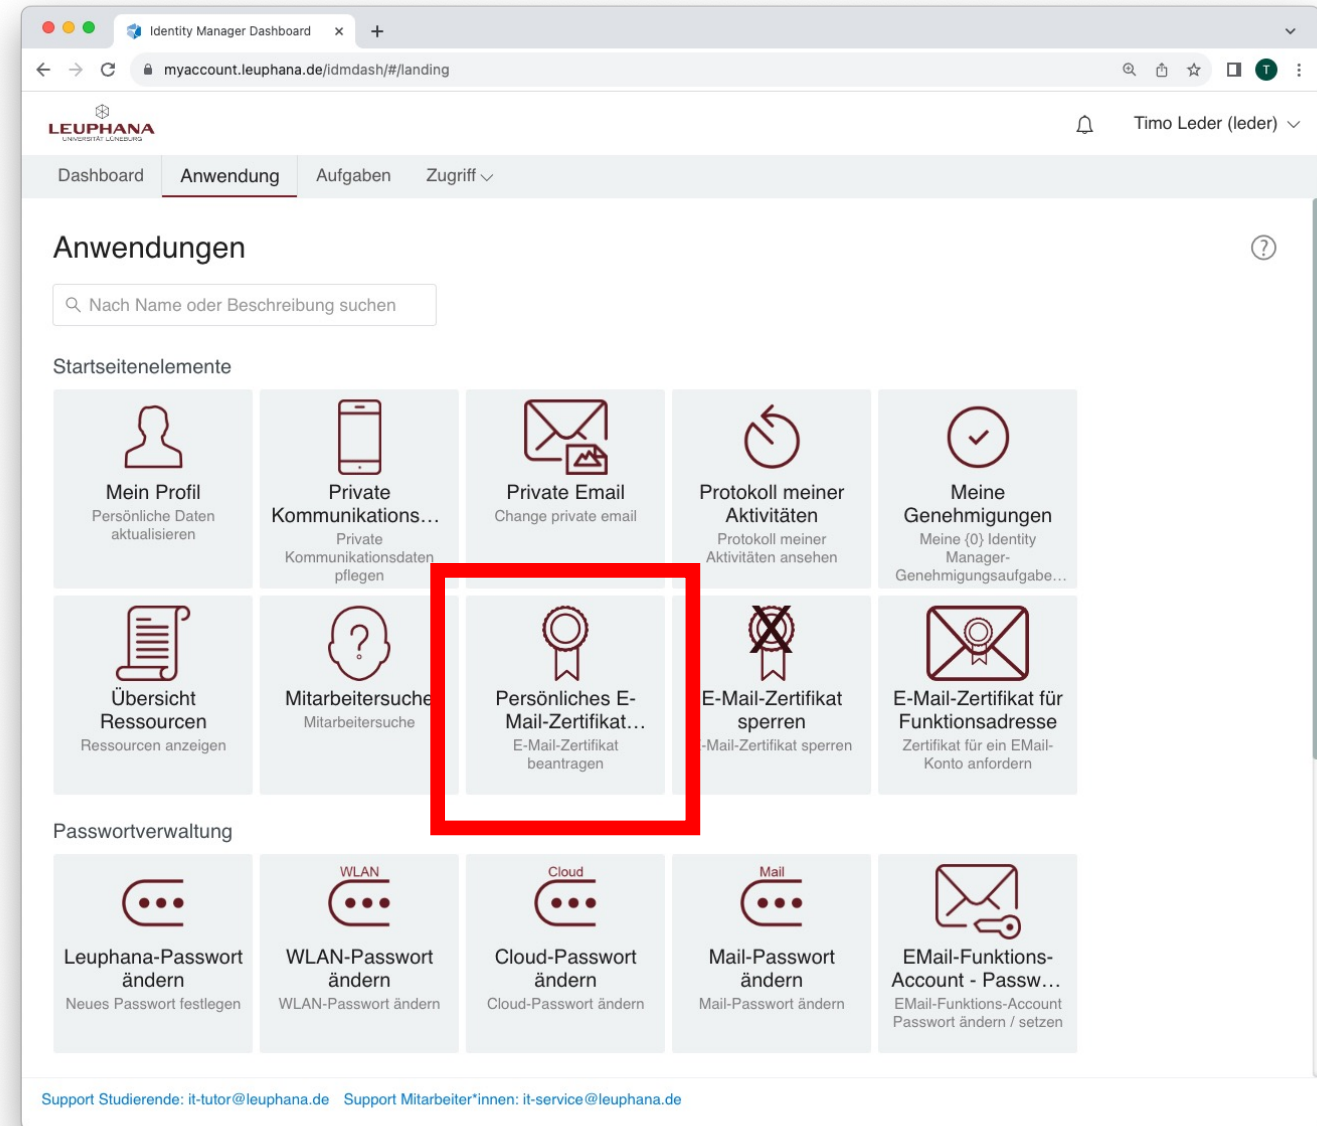 Identity Manager Dashboard
myaccount.leuphana.de/idmdash/#/landing
T
LEUPHANA
UNIVERSITÄT LÜNEBURG
Timo Leder (leder)
Dashboard Anwendung Aufgaben Zugriff
Anwendungen
?
Nach Name oder Beschreibung suchen
Startseitenelemente
Mein Profil
Persönliche Daten
aktualisieren
Private
Kommunikations…
Private
Kommunikationsdaten
pflegen
Private Email
Change private email
Protokoll meiner
Aktivitäten
Protokoll meiner
Aktivitäten ansehen
Meine
Genehmigungen
Meine {0} Identity
Manager-
Genehmigungsaufgabe…
Übersicht
Ressourcen
Ressourcen anzeigen
?
Mitarbeitersuche
Mitarbeitersuche
Persönliches E-
Mail-Zertifikat…
E-Mail-Zertifikat
beantragen
X
E-Mail-Zertifikat
sperren
-Mail-Zertifikat sperren
E-Mail-Zertifikat für
Funktionsadresse
Zertifikat für ein EMail-
Konto anfordern
Passwortverwaltung
Leuphana-Passwort
ändern
Neues Passwort festlegen
WLAN
WLAN-Passwort
ändern
WLAN-Passwort ändern
Cloud
Cloud-Passwort
ändern
Cloud-Passwort ändern
Mail
Mail-Passwort
ändern
Mail-Passwort ändern
EMail-Funktions-
Account - Passw…
EMail-Funktions-Account
Passwort ändern / setzen
Support Studierende: it-tutor@leuphana.de Support Mitarbeiter*innen: it-service@leuphana.de